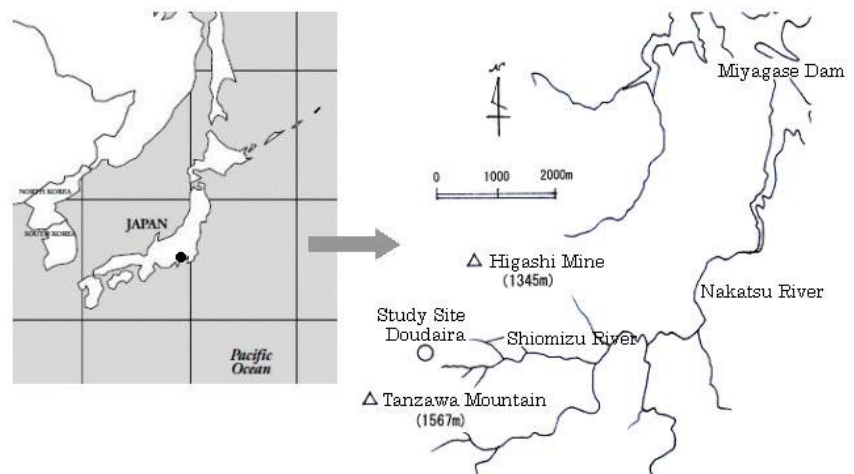 NORTH KOREA
SOUTH KOREA
JAPAN
Pacific
Ocean
Miyagase Dam
N
0 1000 2000m
Higashi Mine
(1345m)
Nakatsu River
Study Site
Doudaira
Shiomizu River
Tanzawa Mountain
(1567m)